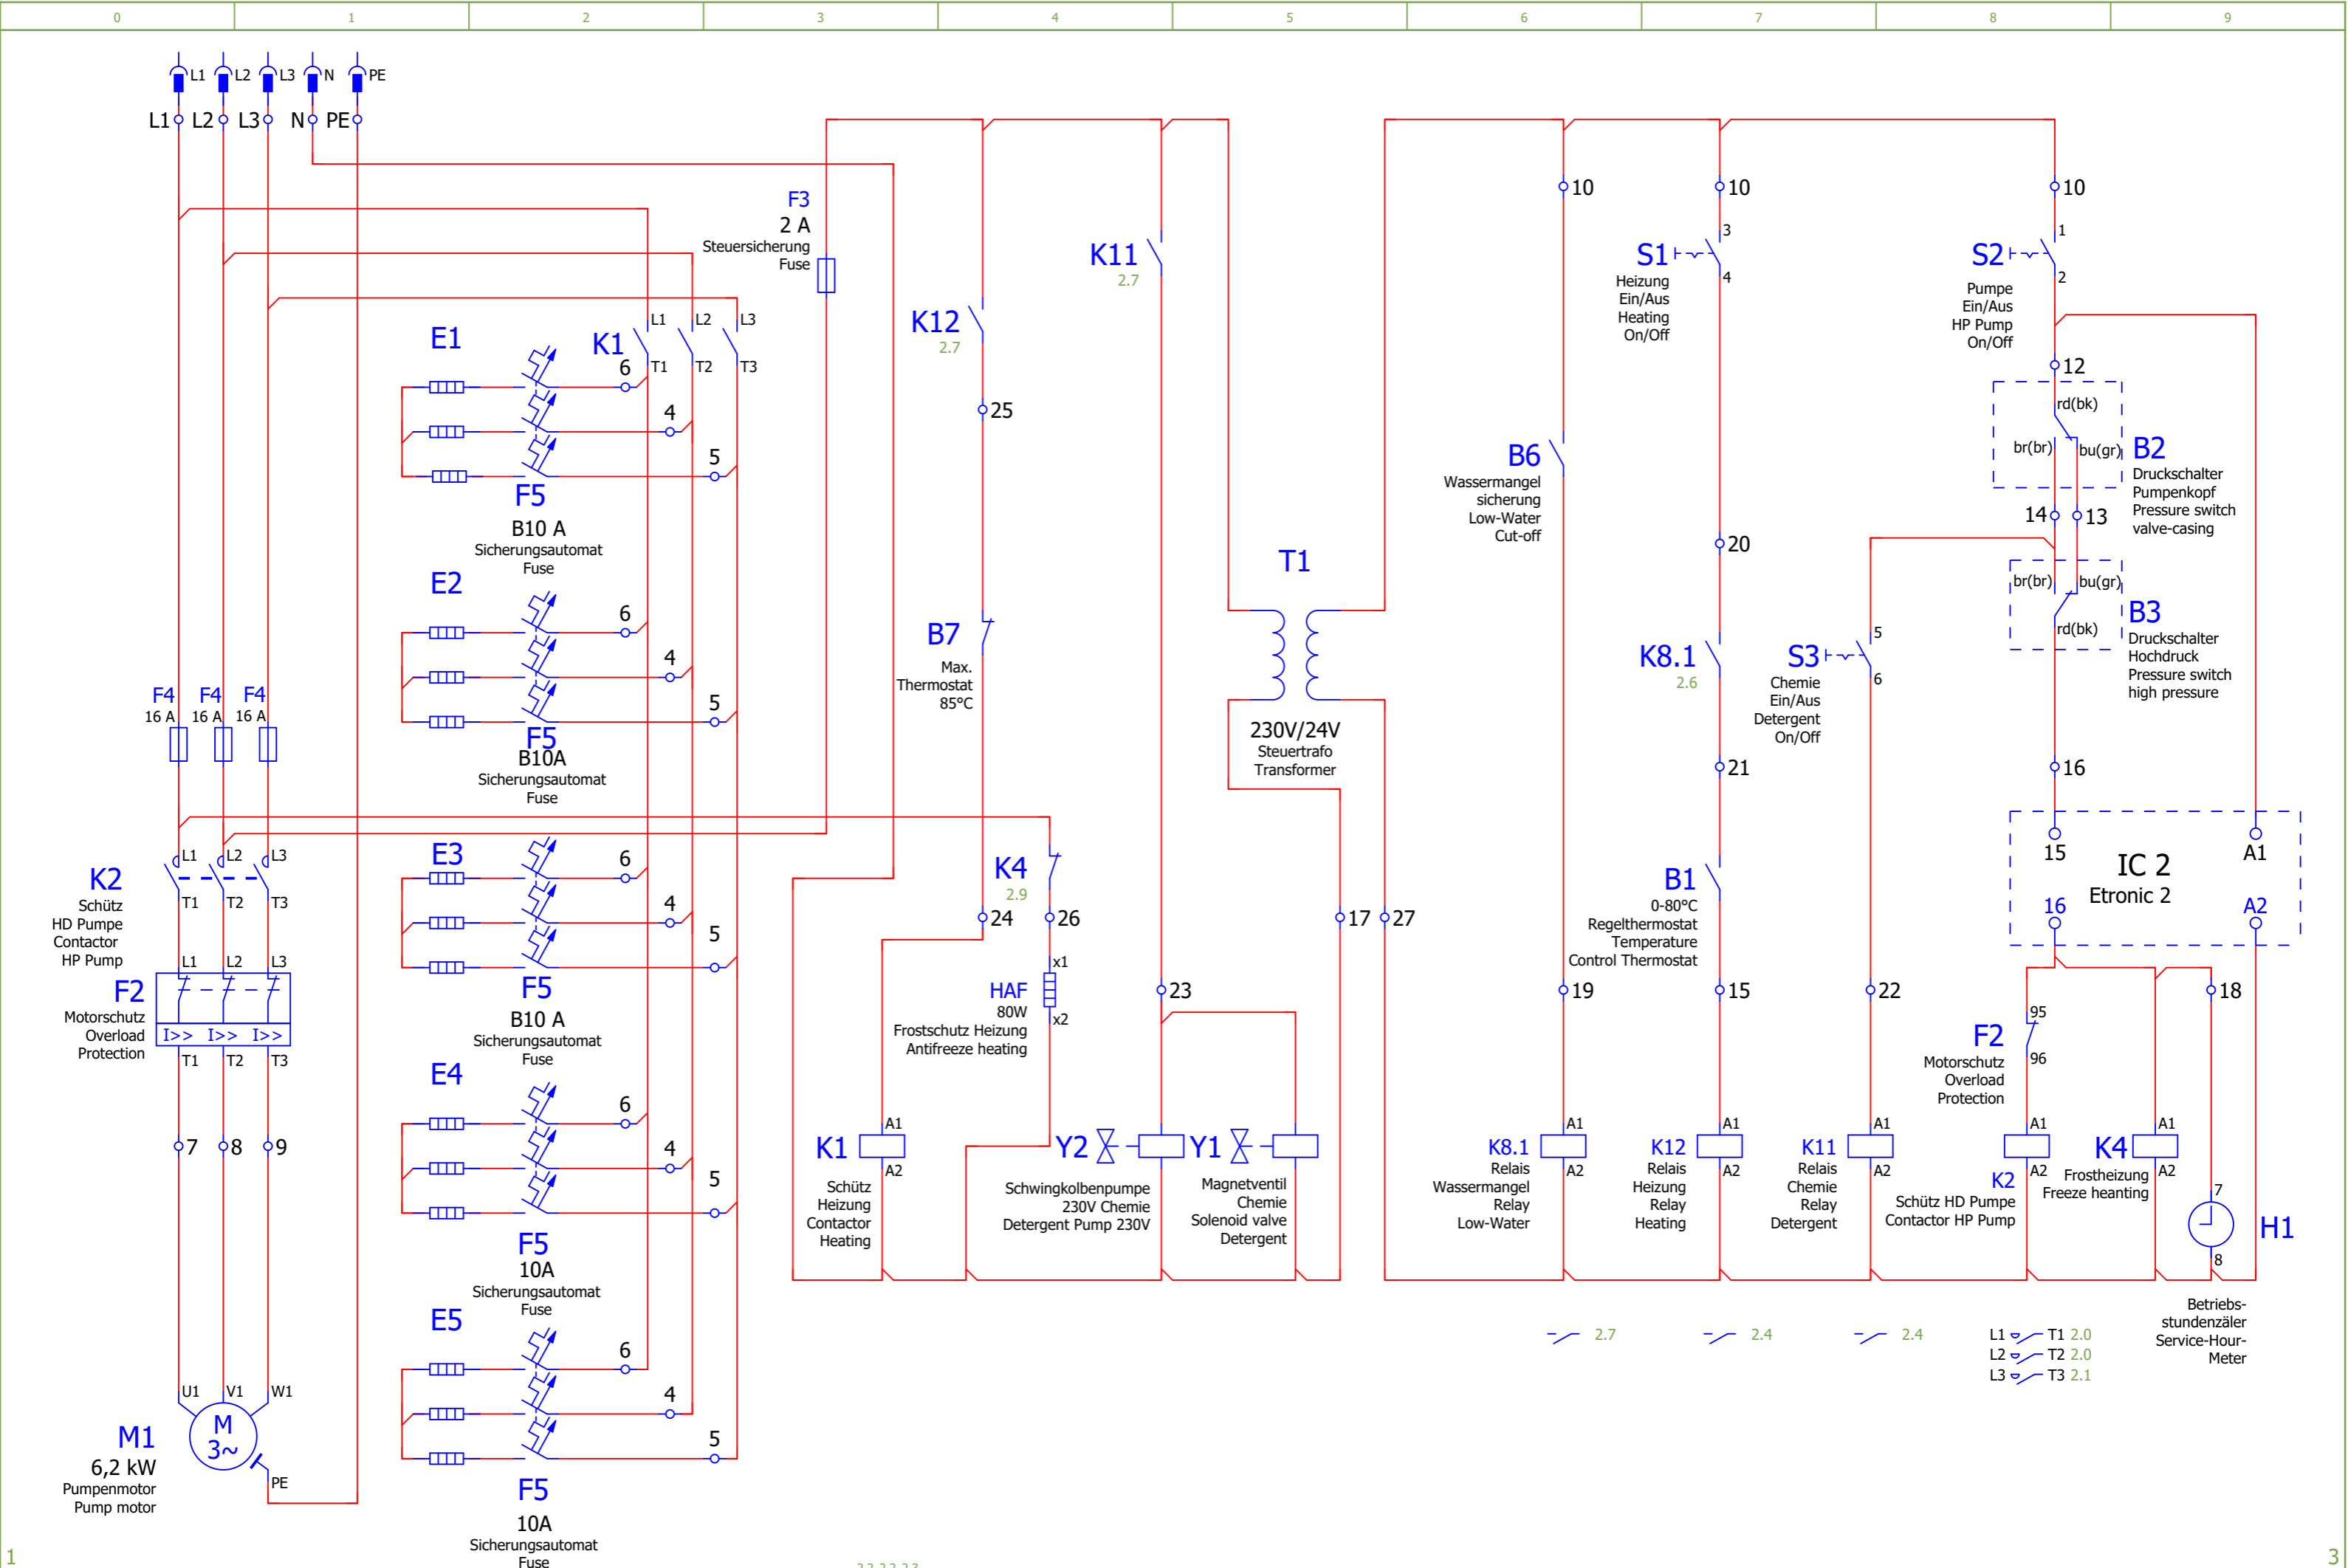 0 1 2 3 4 5 6 7 8 9
L1 L2 L3 N PE
L1 L2 L3 N PE
F4 F4 F4
16 A 16 A 16 A
K2
L1 L2 L3
T1 T2 T3
Schütz
HD Pumpe
Contactor
HP Pump
L1 L2 L3
F2
I>> I>> I>>
Motorschutz
Overload
Protection
T1 T2 T3
7 8 9
U1 V1 W1
M
3~
M1
6,2 kW
Pumpenmotor
Pump motor
PE
K1
L1 L2 L3
T1 T2 T3
E1
6
4
5
F5
B10 A
Sicherungsautomat
Fuse
E2
6
4
5
F5
B10A
Sicherungsautomat
Fuse
E3
6
4
5
F5
B10 A
Sicherungsautomat
Fuse
E4
6
4
5
F5
10A
Sicherungsautomat
Fuse
E5
6
4
5
F5
10A
Sicherungsautomat
Fuse
F3
2 A
Steuersicherung
Fuse
K12
2.7
25
B7
Max.
Thermostat
85°C
24
K1
A1
A2
Schütz
Heizung
Contactor
Heating
K4
2.9
26
x1
HAF
80W
x2
Frostschutz Heizung
Antifreeze heating
K11
2.7
23
Y2
Schwingkolbenpumpe
230V Chemie
Detergent Pump 230V
Y1
Magnetventil
Chemie
Solenoid valve
Detergent
T1
230V/24V
Steuertrafo
Transformer
17 27
10
B6
Wassermangel
sicherung
Low-Water
Cut-off
19
K8.1
A1
A2
Relais
Wassermangel
Relay
Low-Water
2.7
10
S1
3
4
Heizung
Ein/Aus
Heating
On/Off
20
K8.1
2.6
21
B1
0-80°C
Regelthermostat
Temperature
Control Thermostat
15
K12
A1
A2
Relais
Heizung
Relay
Heating
2.4
S3
5
6
Chemie
Ein/Aus
Detergent
On/Off
22
K11
A1
A2
Relais
Chemie
Relay
Detergent
2.4
10
S2
1
2
Pumpe
Ein/Aus
HP Pump
On/Off
12
rd(bk)
br(br) bu(gr)
B2
Druckschalter
Pumpenkopf
Pressure switch
valve-casing
14 13
br(br) bu(gr)
rd(bk)
B3
Druckschalter
Hochdruck
Pressure switch
high pressure
16
15 A1
IC 2
Etronic 2
16 A2
F2
95
96
Motorschutz
Overload
Protection
18
K2
A1
A2
Schütz HD Pumpe
Contactor HP Pump
K4
A1
A2
Frostheizung
Freeze heanting
7
8
H1
Betriebs-
stundenzäler
Service-Hour-
Meter
L1 T1 2.0
L2 T2 2.0
L3 T3 2.1
1
3